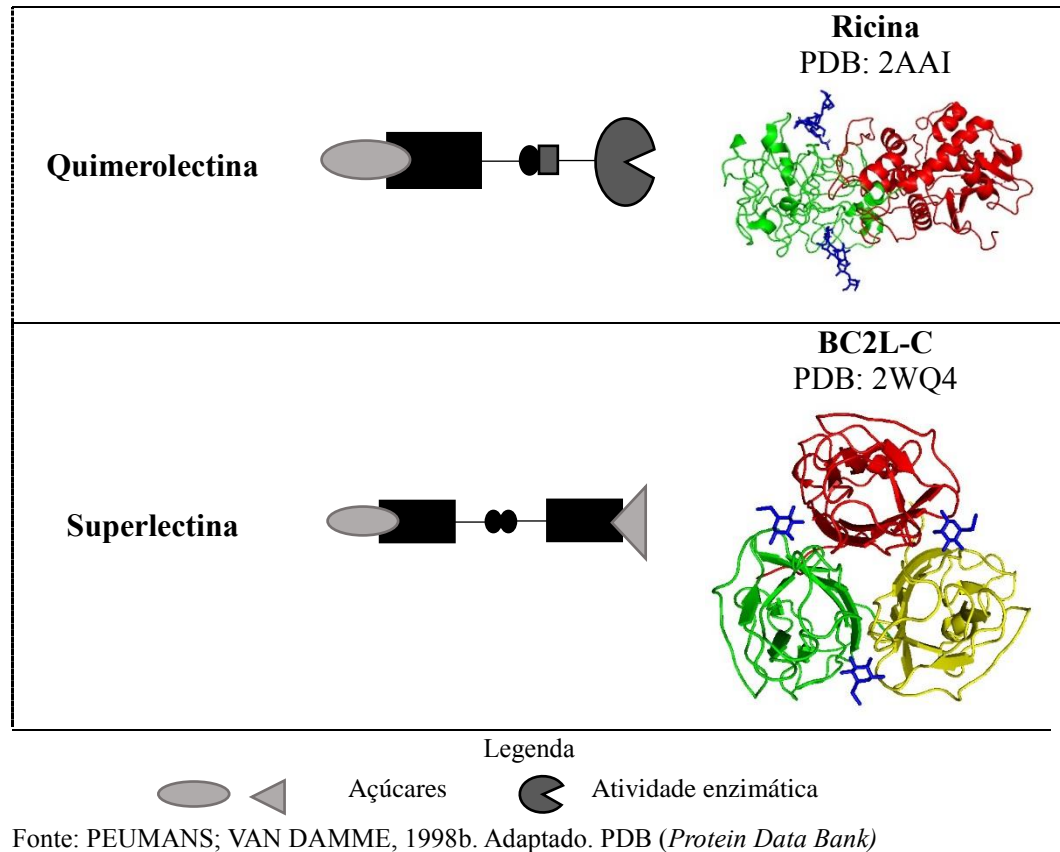 Ricina
PDB: 2AAI
Quimerolectina
BC2L-C
PDB: 2WQ4
Superlectina
Legenda
Açúcares Atividade enzimática
Fonte: PEUMANS; VAN DAMME, 1998b. Adaptado. PDB (Protein Data Bank)